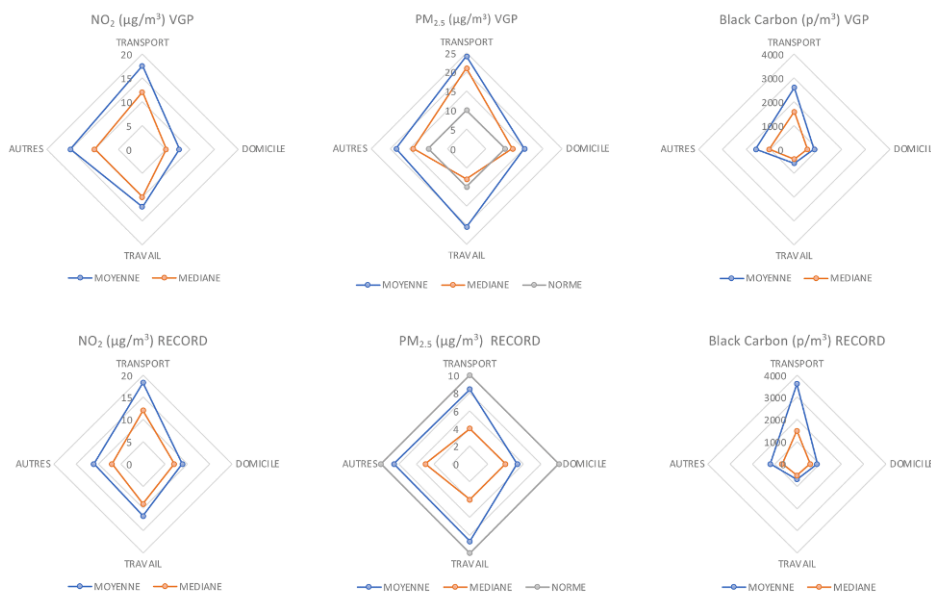 NO₂ (µg/m³) VGP
TRANSPORT
20
15
10
5
0
AUTRES
DOMICILE
TRAVAIL
MOYENNE MEDIANE
PM₂.₅ (µg/m³) VGP
TRANSPORT
25
20
15
10
5
0
AUTRES
DOMICILE
TRAVAIL
MOYENNE MEDIANE NORME
Black Carbon (p/m³) VGP
TRANSPORT
4000
3000
2000
1000
0
AUTRES
DOMICILE
TRAVAIL
MOYENNE MEDIANE
NO₂ (µg/m³) RECORD
TRANSPORT
20
15
10
5
0
AUTRES
DOMICILE
TRAVAIL
MOYENNE MEDIANE
PM₂.₅ (µg/m³) RECORD
TRANSPORT
10
8
6
4
2
0
AUTRES
DOMICILE
TRAVAIL
MOYENNE MEDIANE NORME
Black Carbon (p/m³) RECORD
TRANSPORT
4000
3000
2000
1000
0
AUTRES
DOMICILE
TRAVAIL
MOYENNE MEDIANE